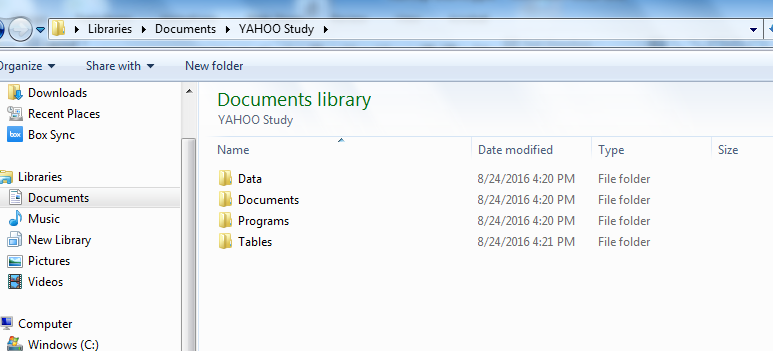 Libraries Documents YAHOO Study
Organize Share with New folder
Downloads
Recent Places
box Box Sync
Libraries
Documents
Music
New Library
Pictures
Videos
Computer
Windows (C:)
Documents library
YAHOO Study
Name Date modified Type Size
Data 8/24/2016 4:20 PM File folder
Documents 8/24/2016 4:20 PM File folder
Programs 8/24/2016 4:20 PM File folder
Tables 8/24/2016 4:21 PM File folder